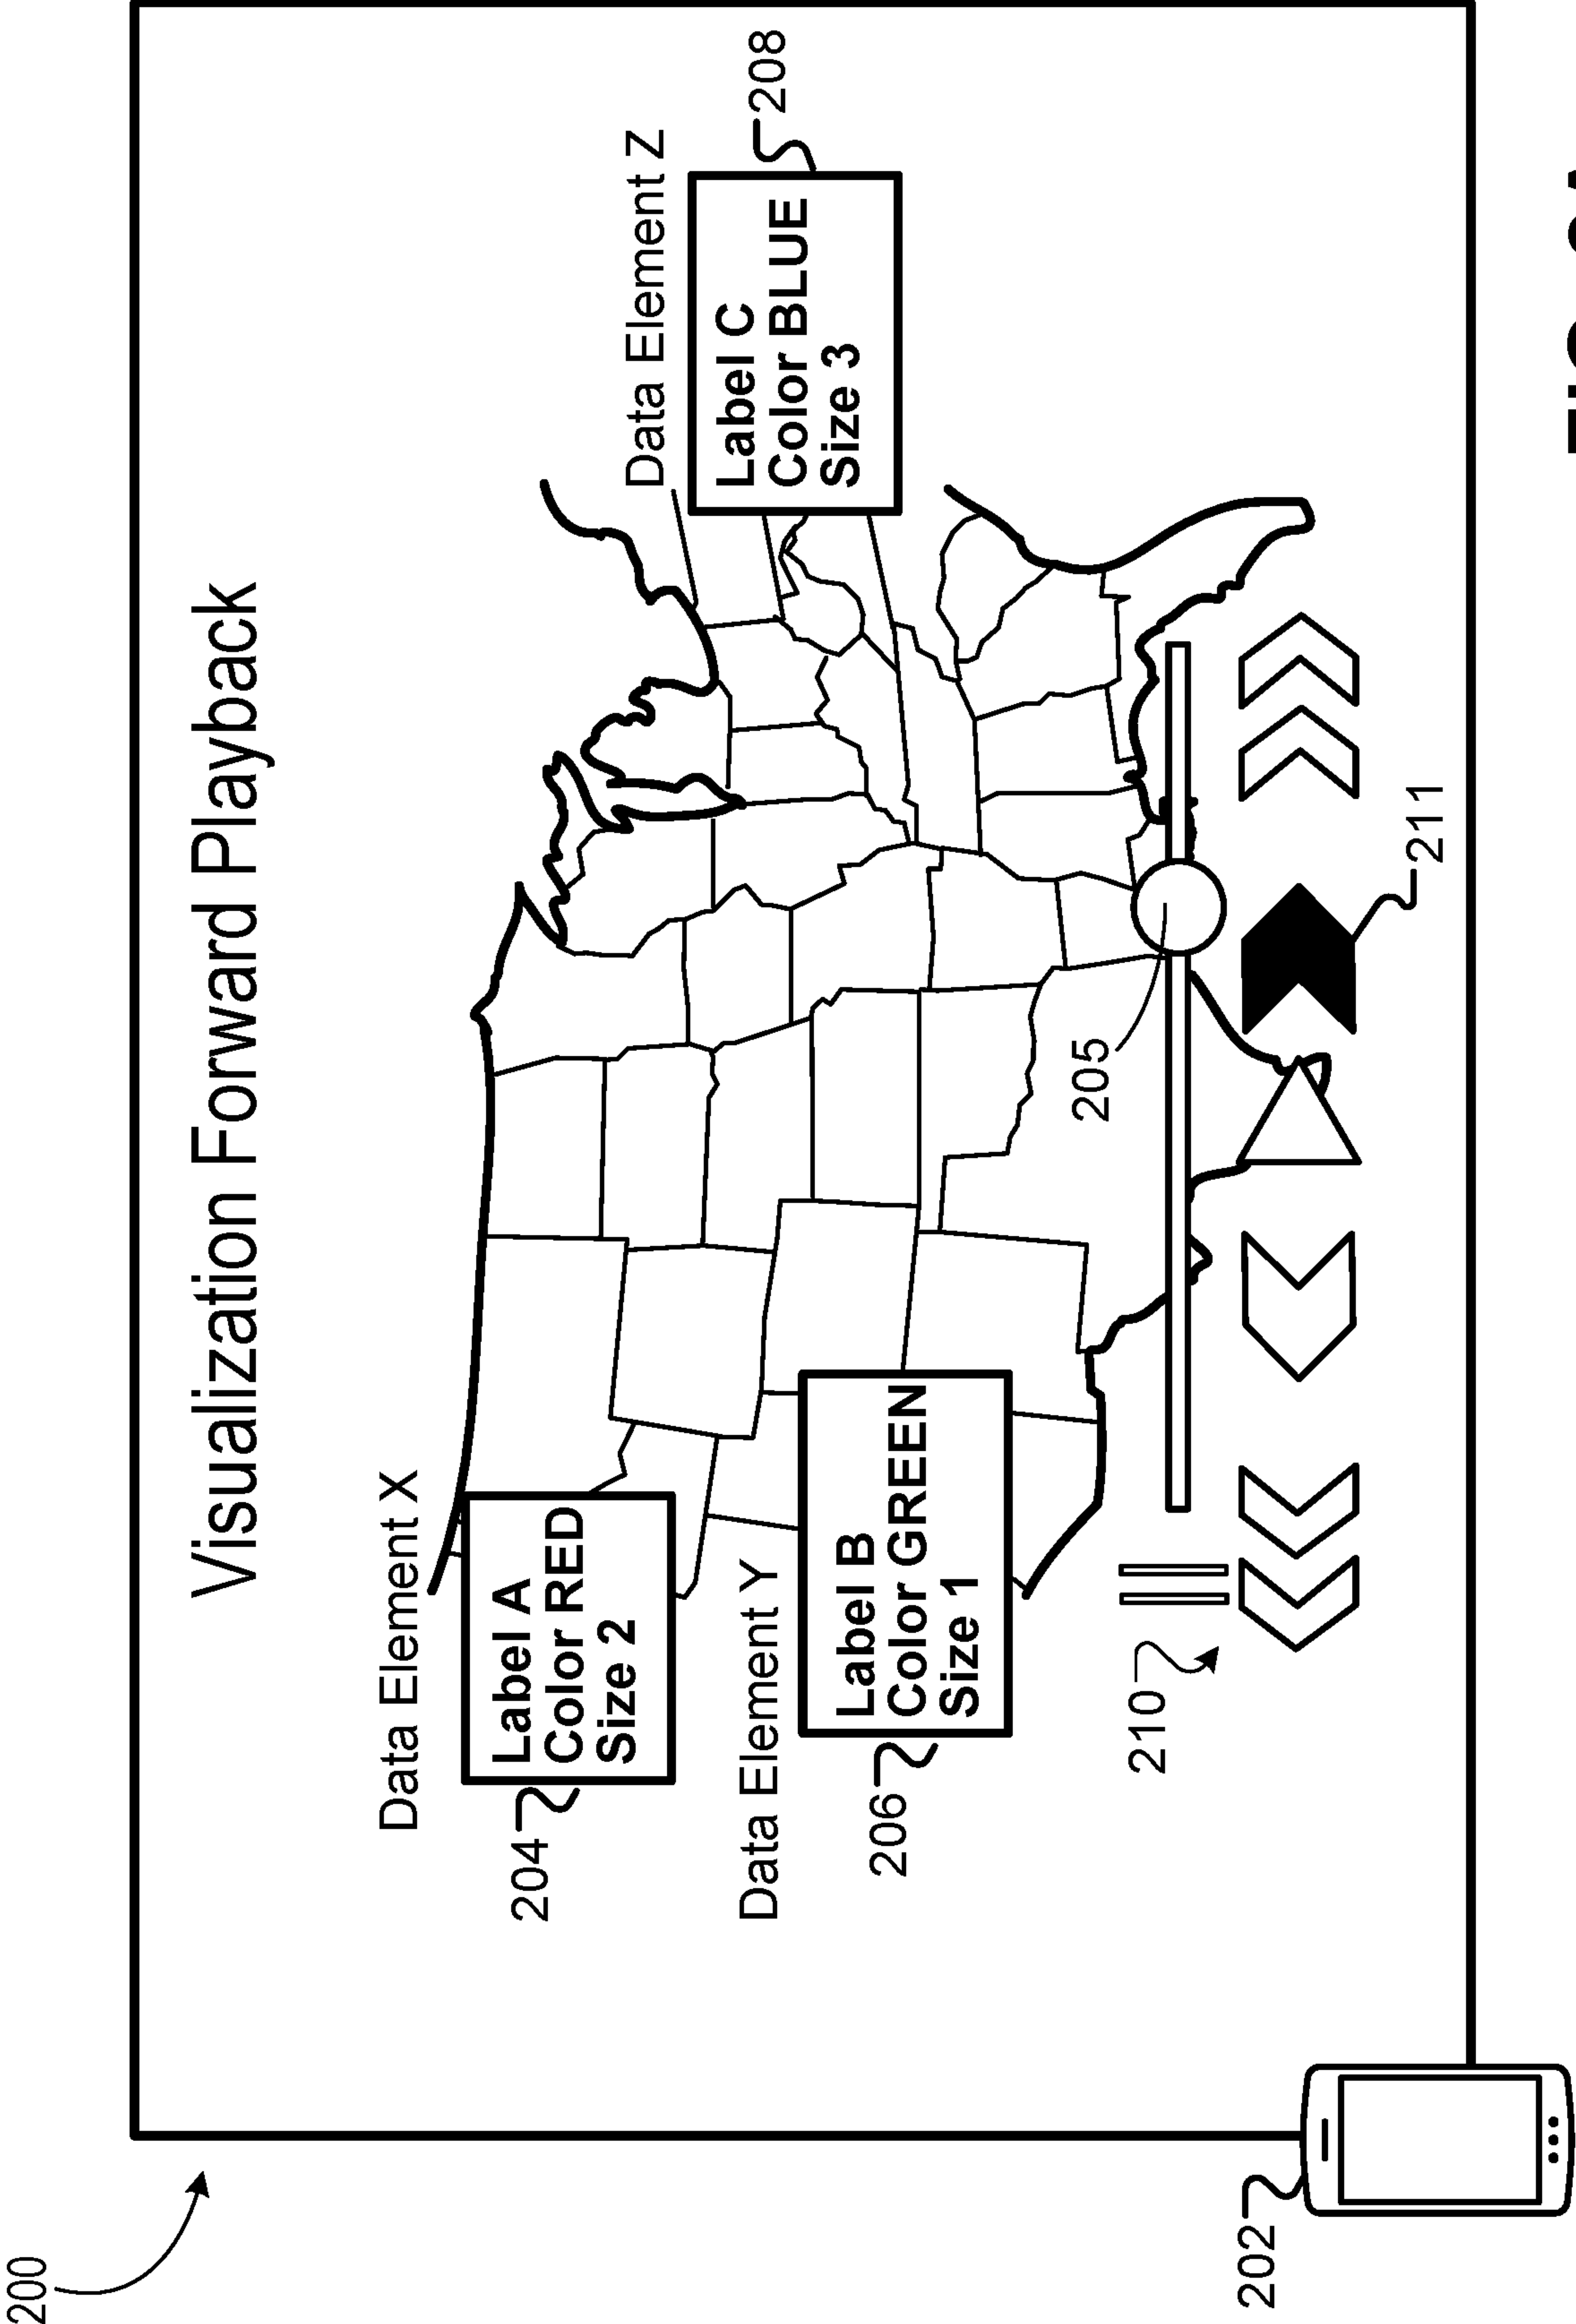 200
Visualization Forward Playback
Data Element X
204
Label A
Color RED
Size 2
Data Element Z
208
Label C
Color BLUE
Size 3
Data Element Y
206
Label B
Color GREEN
Size 1
205
210
211
202